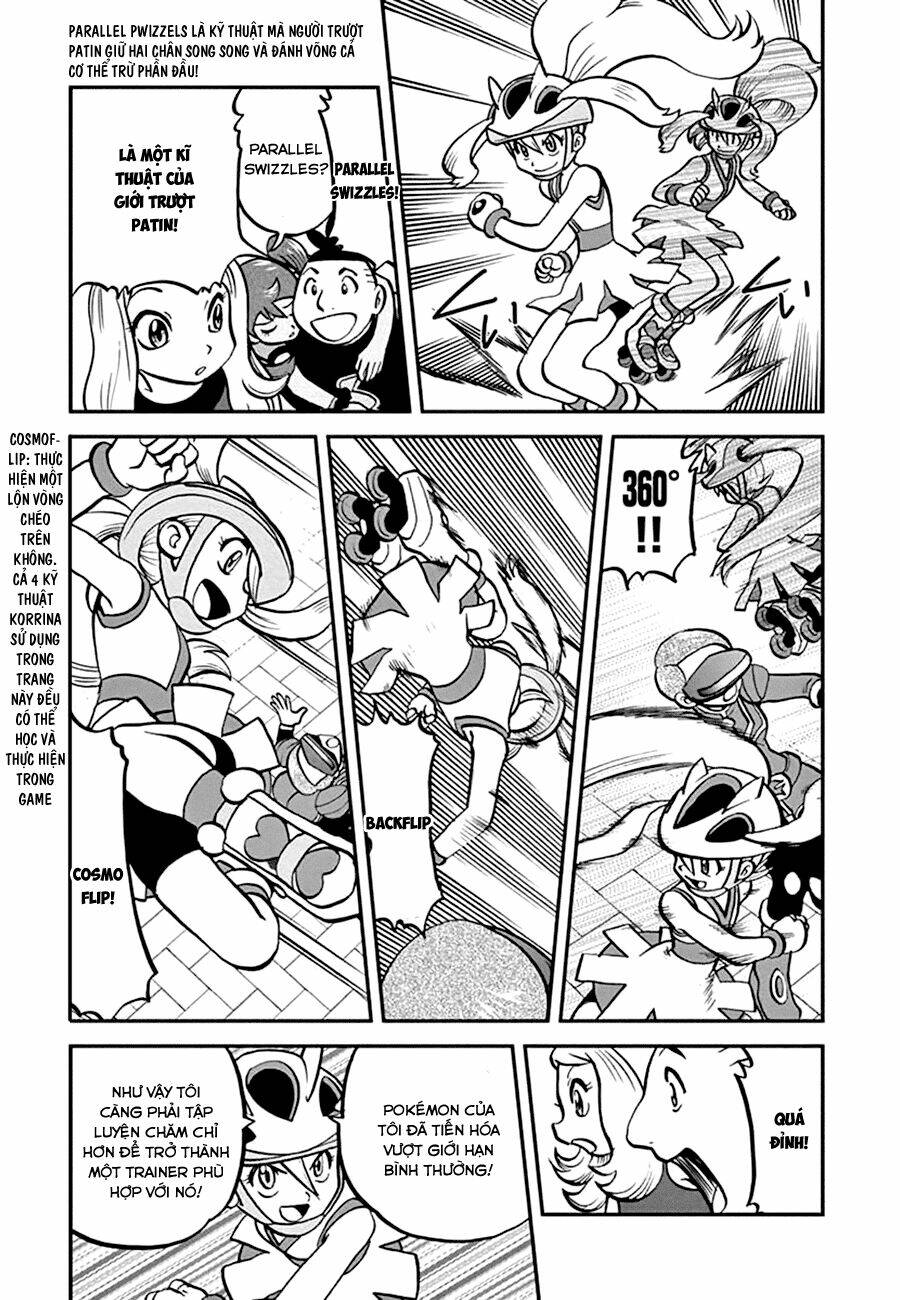 PARALLEL PWIZZELS LÀ KỸ THUẬT MÀ NGƯỜI TRƯỢT
PATIN GIỮ HAI CHÂN SONG SONG VÀ ĐÁNH VÕNG CẢ
CƠ THỂ TRỪ PHẦN ĐẦU!
PARALLEL
SWIZZLES!
PARALLEL
SWIZZLES?
LÀ MỘT KĨ
THUẬT CỦA
GIỚI TRƯỢT
PATIN!
360°
!!
BACKFLIP
COSMO
FLIP!
COSMOF-
LIP: THỰC
HIỆN MỘT
LỘN VÒNG
CHÉO
TRÊN
KHÔNG.
CẢ 4 KỸ
THUẬT
KORRINA
SỬ DỤNG
TRONG
TRANG
NÀY ĐỀU
CÓ THỂ
HỌC VÀ
THỰC HIỆN
TRONG
GAME
QUÁ
ĐỈNH!
POKÉMON CỦA
TÔI ĐÃ TIẾN HÓA
VƯỢT GIỚI HẠN
BÌNH THƯỜNG!
NHƯ VẬY TÔI
CÀNG PHẢI TẬP
LUYỆN CHĂM CHỈ
HƠN ĐỂ TRỞ THÀNH
MỘT TRAINER PHÙ
HỢP VỚI NÓ!